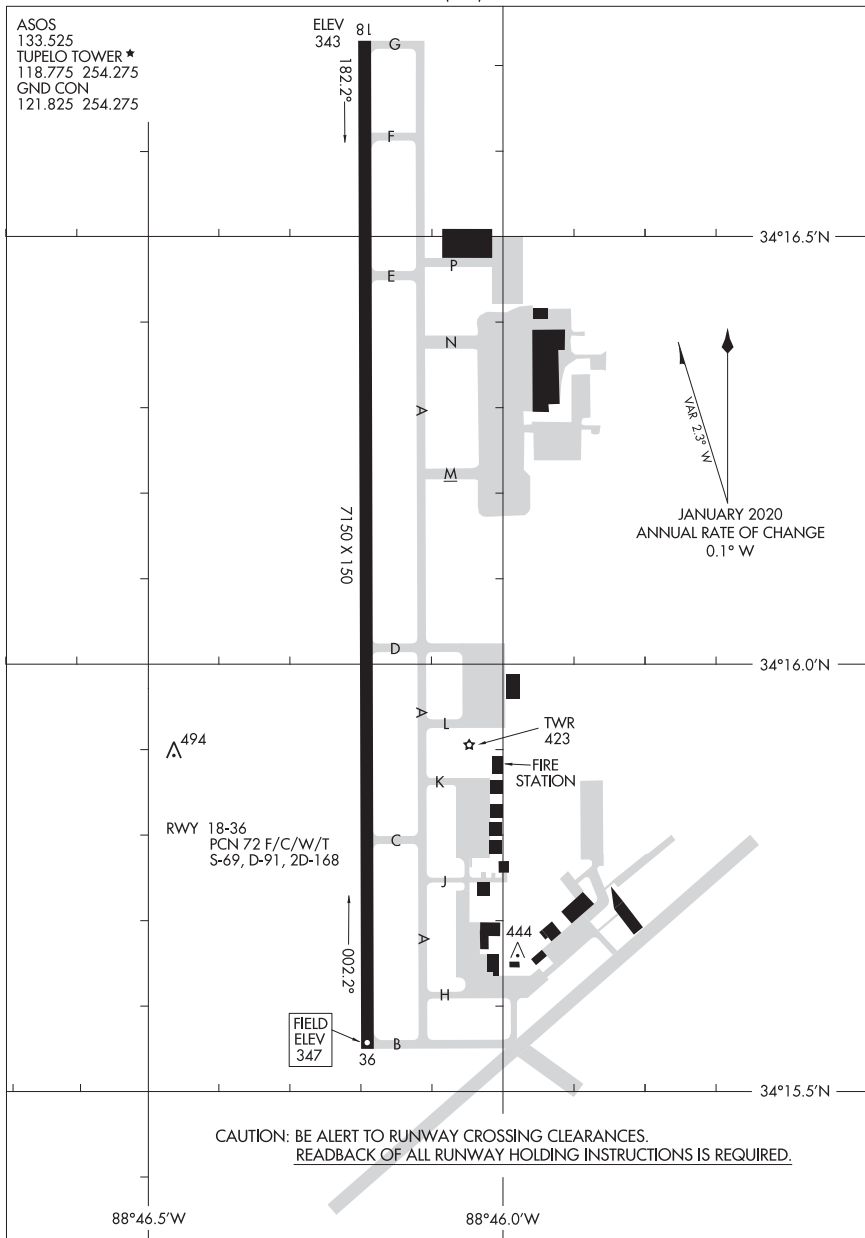 ASOS
133.525
TUPELO TOWER★
118.775 254.275
GND CON
121.825 254.275
ELEV
343
18
G
182.2°
F
34°16.5'N
P
E
N
A
VAR 2.3° W
M
JANUARY 2020
ANNUAL RATE OF CHANGE
0.1° W
7150 X 150
D
34°16.0'N
A
L
TWR
423
494
FIRE
STATION
K
RWY 18-36
PCN 72 F/C/W/T
S-69, D-91, 2D-168
C
J
444
A
002.2°
H
FIELD
ELEV
347
36
B
34°15.5'N
CAUTION: BE ALERT TO RUNWAY CROSSING CLEARANCES.
READBACK OF ALL RUNWAY HOLDING INSTRUCTIONS IS REQUIRED.
88°46.5'W
88°46.0'W